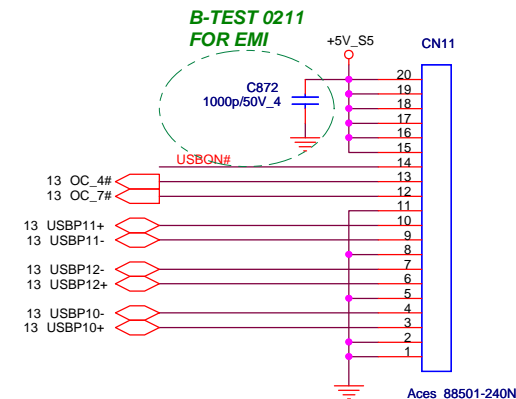 B-TEST 0211
FOR EMI
+5V_S5
CN11
C872
1000p/50V_4
20
19
18
17
16
15
USBON# 14
13 OC_4# 13
13 OC_7# 12
11
13 USBP11+ 10
13 USBP11- 9
8
13 USBP12- 7
13 USBP12+ 6
5
13 USBP10- 4
13 USBP10+ 3
2
1
Aces 88501-240N